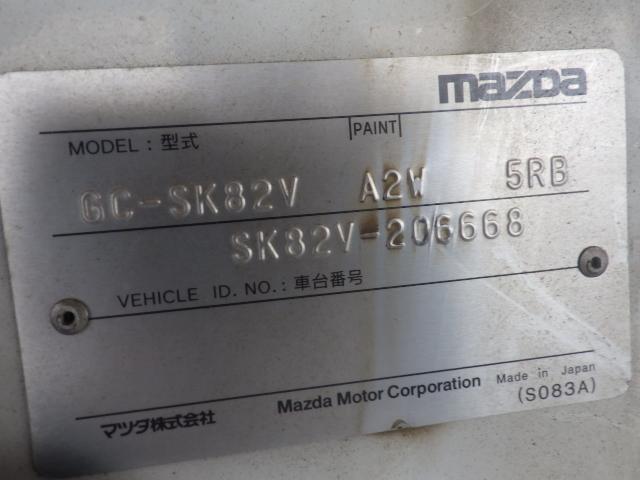 mazda
MODEL : 型式 PAINT
GC-SK82V A2W 5RB
SK82V-206668
VEHICLE ID. NO. : 車台番号
マツダ株式会社 Mazda Motor Corporation Made in Japan
(S083A)